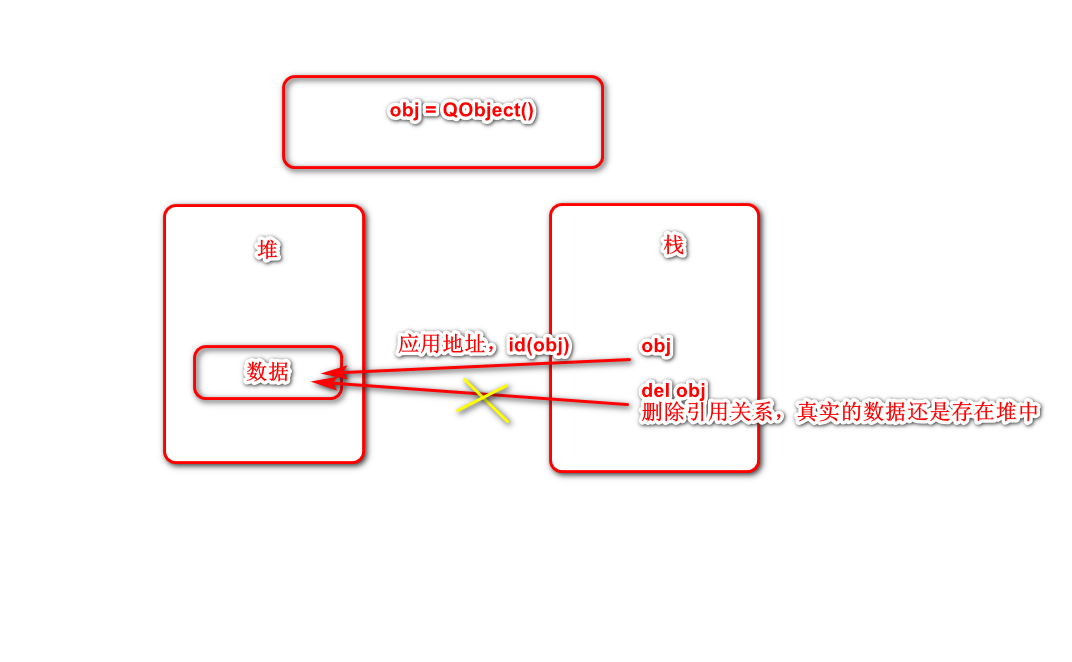 obj = QObject()
堆
栈
应用地址，id(obj)
obj
数据
del obj
删除引用关系，真实的数据还是存在堆中